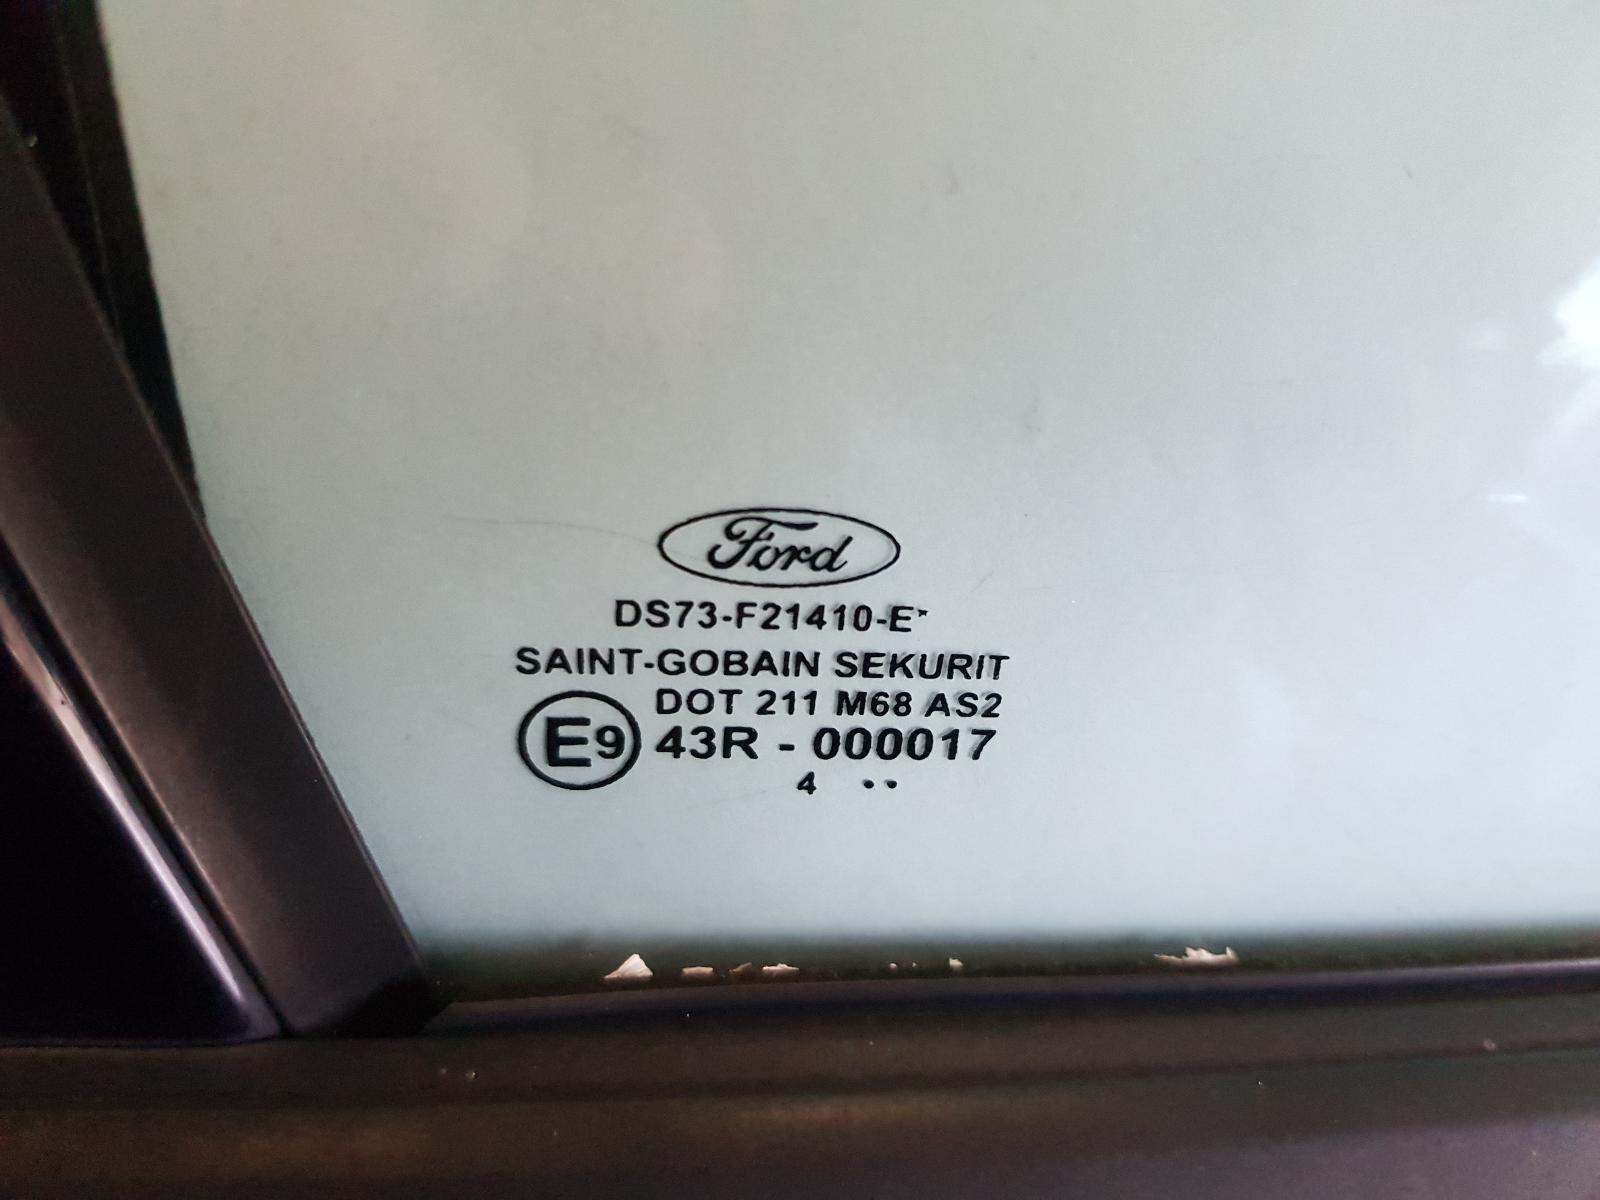 Ford
DS73-F21410-E*
SAINT-GOBAIN SEKURIT
DOT 211 M68 AS2
E9 43R - 000017
4 ..